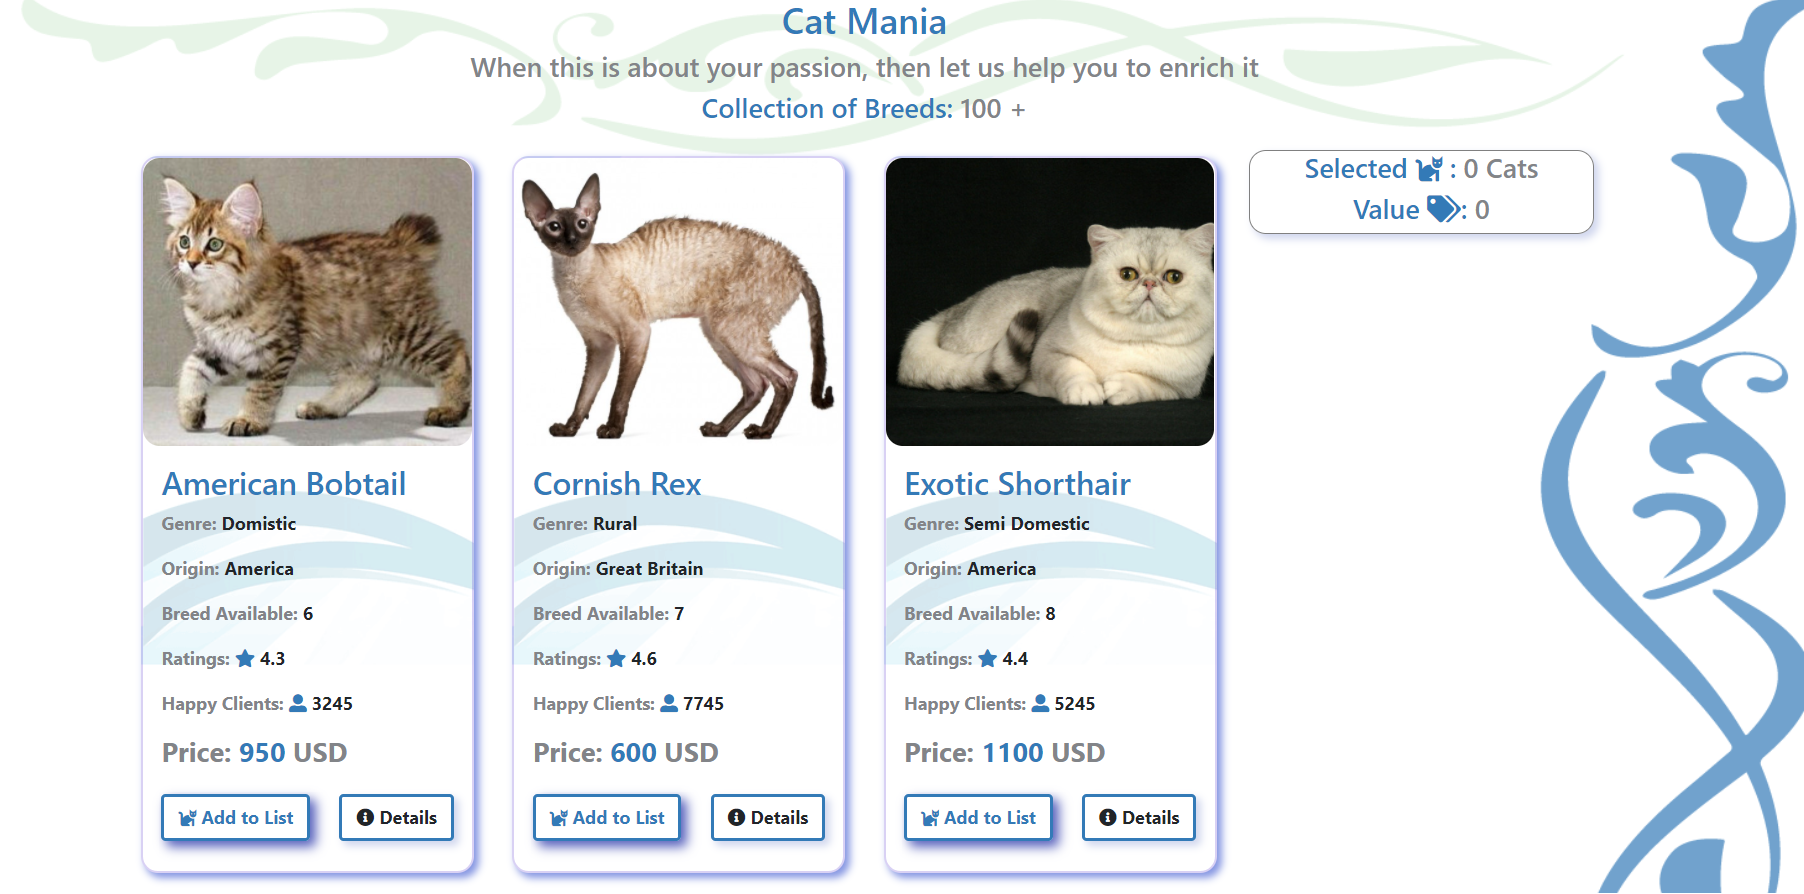 Cat Mania
When this is about your passion, then let us help you to enrich it
Collection of Breeds: 100 +
Selected : 0 Cats
Value : 0
American Bobtail
Genre: Domistic
Origin: America
Breed Available: 6
Ratings: 4.3
Happy Clients: 3245
Price: 950 USD
Add to List
Details
Cornish Rex
Genre: Rural
Origin: Great Britain
Breed Available: 7
Ratings: 4.6
Happy Clients: 7745
Price: 600 USD
Add to List
Details
Exotic Shorthair
Genre: Semi Domestic
Origin: America
Breed Available: 8
Ratings: 4.4
Happy Clients: 5245
Price: 1100 USD
Add to List
Details